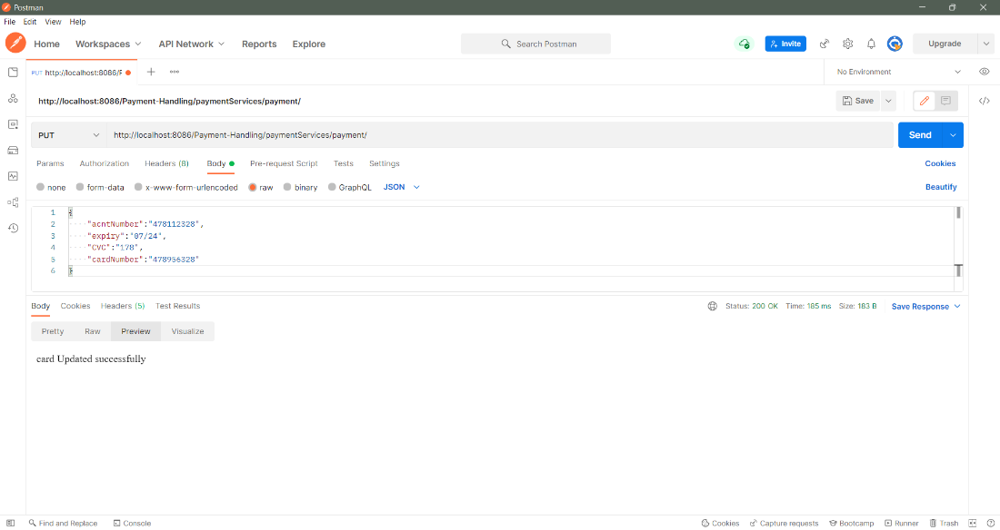 Postman
File Edit View Help
Home Workspaces API Network Reports Explore Search Postman Invite Upgrade
PUT http://localhost:8086/F No Environment
http://localhost:8086/Payment-Handling/paymentServices/payment/ Save
PUT http://localhost:8086/Payment-Handling/paymentServices/payment/ Send
Params Authorization Headers (8) Body Pre-request Script Tests Settings Cookies
none form-data x-www-form-urlencoded raw binary GraphQL JSON Beautify
1 {
2 "acntNumber":"478112328",
3 "expiry":"07/24",
4 "CVC":"178",
5 "cardNumber":"478956328"
6 }
Body Cookies Headers (5) Test Results Status: 200 OK Time: 185 ms Size: 183 B Save Response
Pretty Raw Preview Visualize
card Updated successfully
Find and Replace Console Cookies Capture requests Bootcamp Runner Trash